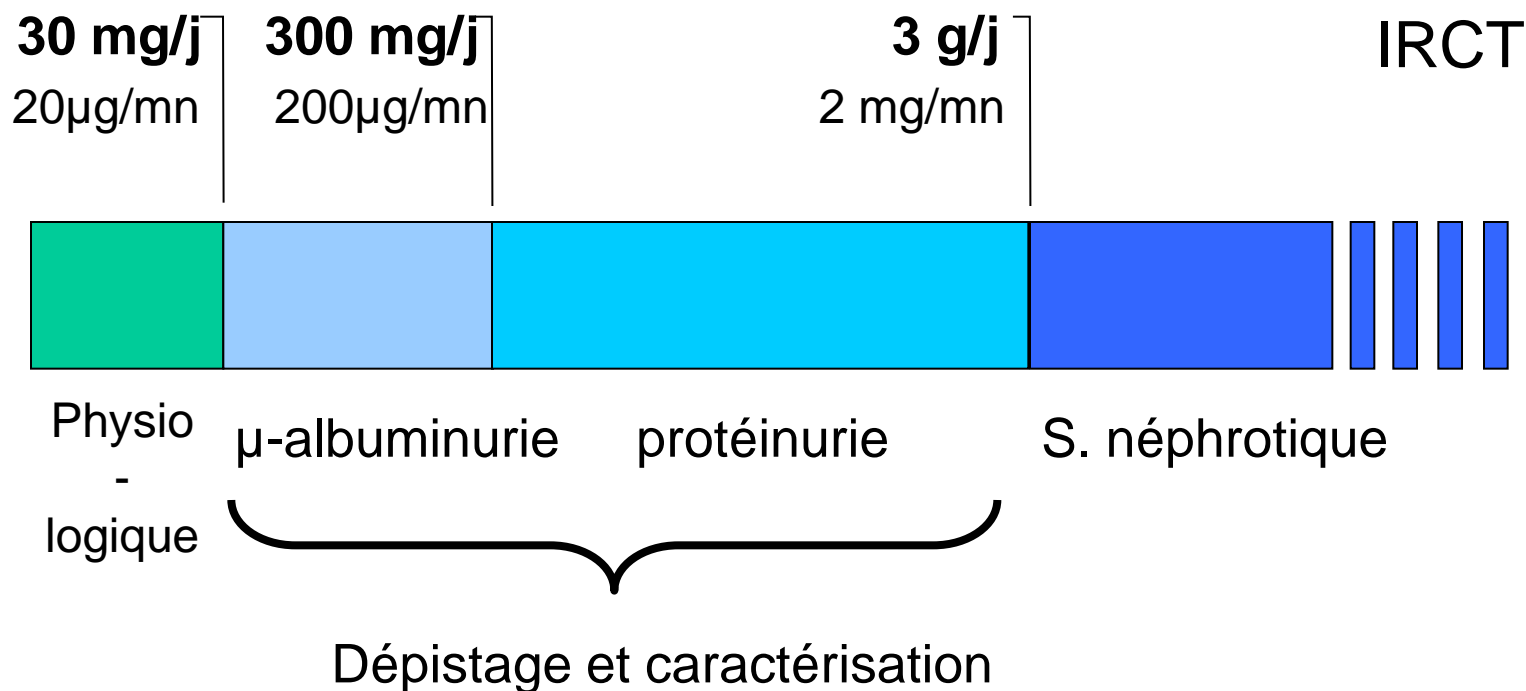 30 mg/j 300 mg/j 3 g/j IRCT
20µg/mn 200µg/mn 2 mg/mn
Physio
-
logique
µ-albuminurie protéinurie S. néphrotique
Dépistage et caractérisation